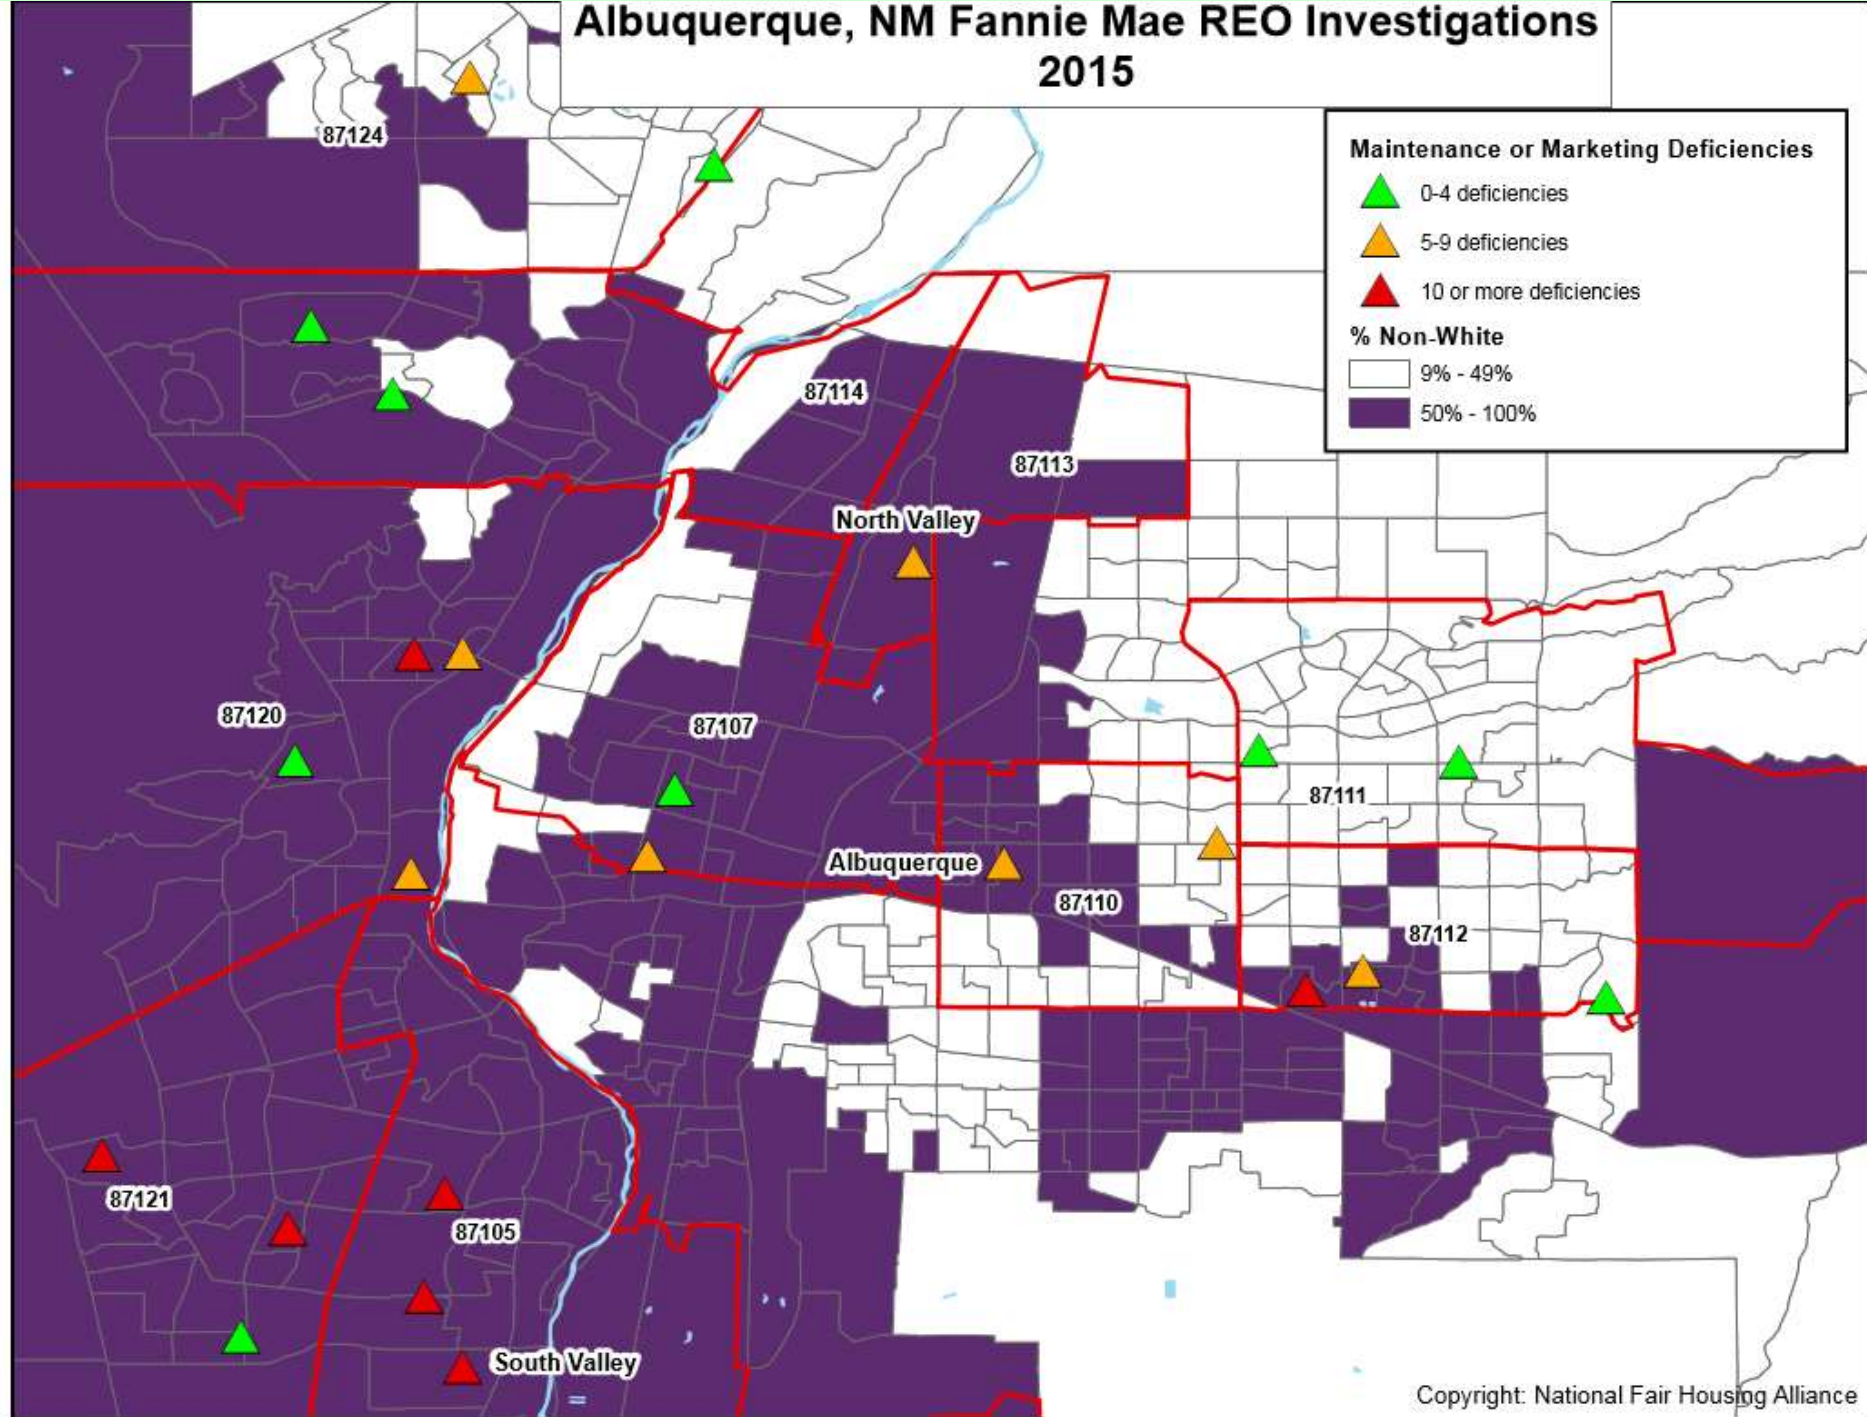 Albuquerque, NM Fannie Mae REO Investigations
2015
Maintenance or Marketing Deficiencies
0-4 deficiencies
5-9 deficiencies
10 or more deficiencies
% Non-White
9% - 49%
50% - 100%
87124
87114
87113
North Valley
87120
87107
87111
Albuquerque
87110
87112
87121
87105
South Valley
Copyright: National Fair Housing Alliance